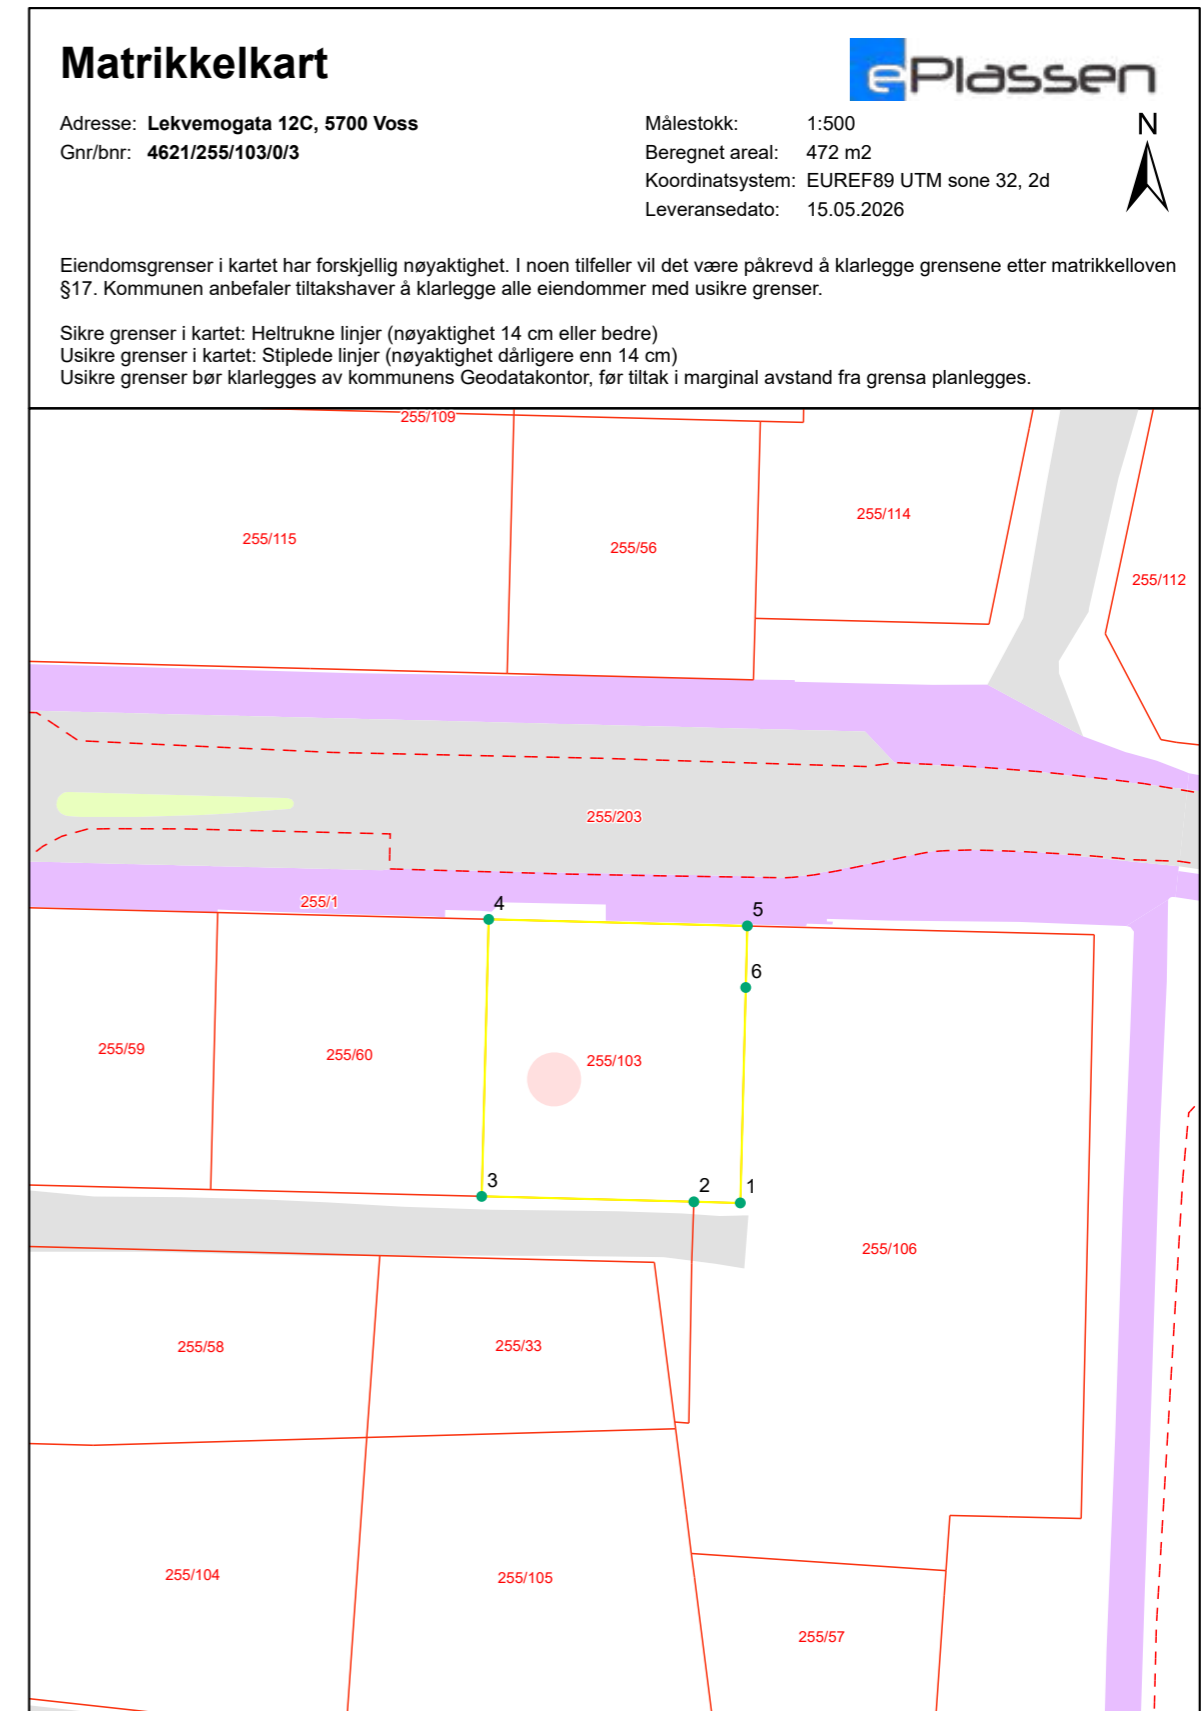 Matrikkelkart
ePlassen
Adresse: Lekvemogata 12C, 5700 Voss
Gnr/bnr: 4621/255/103/0/3
Målestokk: 1:500
Beregnet areal: 472 m2
Koordinatsystem: EUREF89 UTM sone 32, 2d
Leveransedato: 15.05.2026
N
Eiendomsgrenser i kartet har forskjellig nøyaktighet. I noen tilfeller vil det være påkrevd å klarlegge grensene etter matrikkelloven
§17. Kommunen anbefaler tiltakshaver å klarlegge alle eiendommer med usikre grenser.
Sikre grenser i kartet: Heltrukne linjer (nøyaktighet 14 cm eller bedre)
Usikre grenser i kartet: Stiplede linjer (nøyaktighet dårligere enn 14 cm)
Usikre grenser bør klarlegges av kommunens Geodatakontor, før tiltak i marginal avstand fra grensa planlegges.
255/109
255/114
255/115
255/56
255/112
255/203
255/1
4
5
6
255/59
255/60
255/103
3
2
1
255/106
255/58
255/33
255/104
255/105
255/57